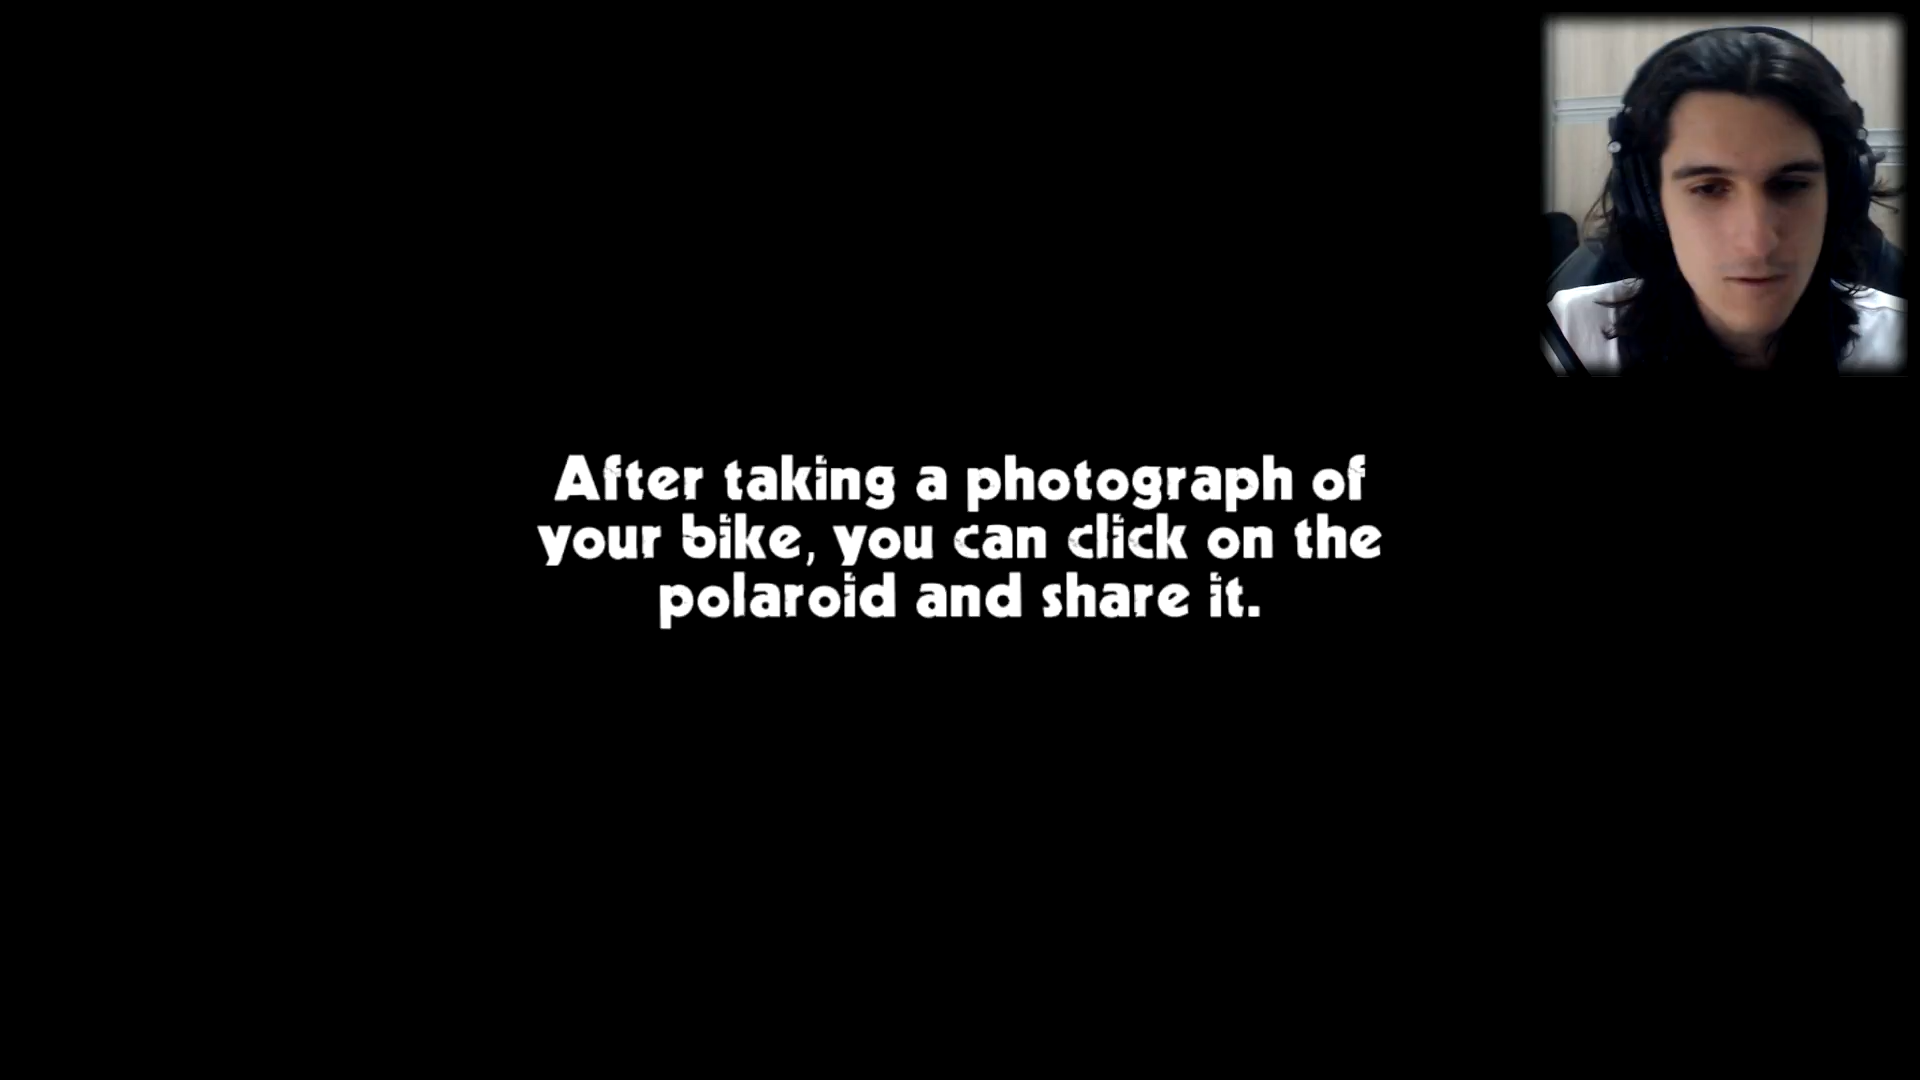 After taking a photograph of
your bike, you can click on the
polaroid and share it.